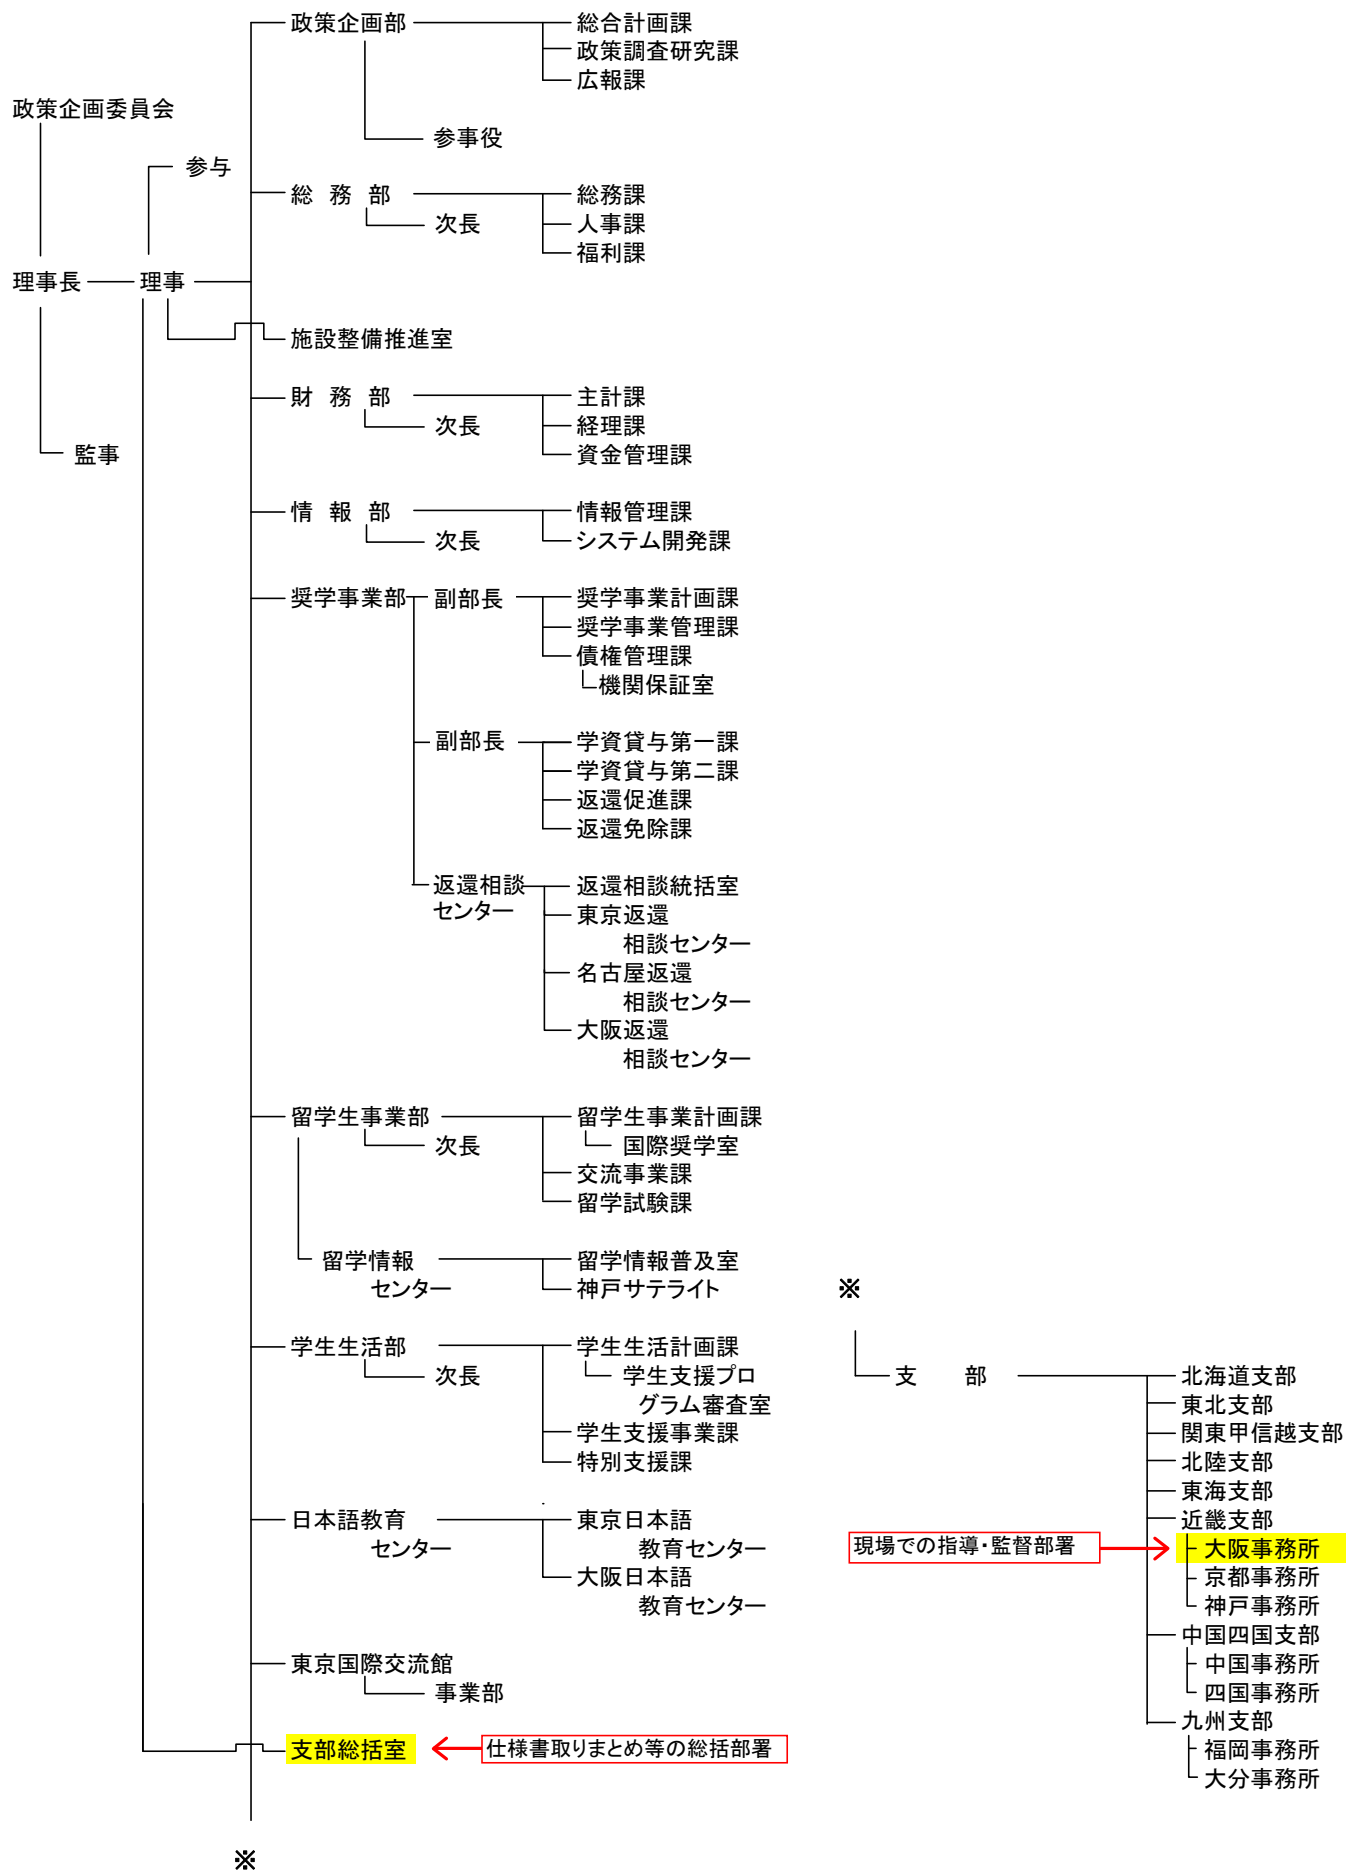 政策企画部
総合計画課
政策調査研究課
広報課
政策企画委員会
参事役
参与
総 務 部
総務課
次長
人事課
福利課
理事長
理事
施設整備推進室
財 務 部
主計課
次長
経理課
監事
資金管理課
情 報 部
情報管理課
次長
システム開発課
奨学事業部
副部長
奨学事業計画課
奨学事業管理課
債権管理課
機関保証室
副部長
学資貸与第一課
学資貸与第二課
返還促進課
返還免除課
返還相談
センター
返還相談統括室
東京返還
相談センター
名古屋返還
相談センター
大阪返還
相談センター
留学生事業部
留学生事業計画課
次長
国際奨学室
交流事業課
留学試験課
留学情報
センター
留学情報普及室
神戸サテライト
学生生活部
学生生活計画課
次長
学生支援プロ
グラム審査室
学生支援事業課
特別支援課
日本語教育
センター
東京日本語
教育センター
大阪日本語
教育センター
東京国際交流館
事業部
支部総括室
仕様書取りまとめ等の総括部署
※
※
支 部
北海道支部
東北支部
関東甲信越支部
北陸支部
東海支部
近畿支部
現場での指導・監督部署
大阪事務所
京都事務所
神戸事務所
中国四国支部
中国事務所
四国事務所
九州支部
福岡事務所
大分事務所